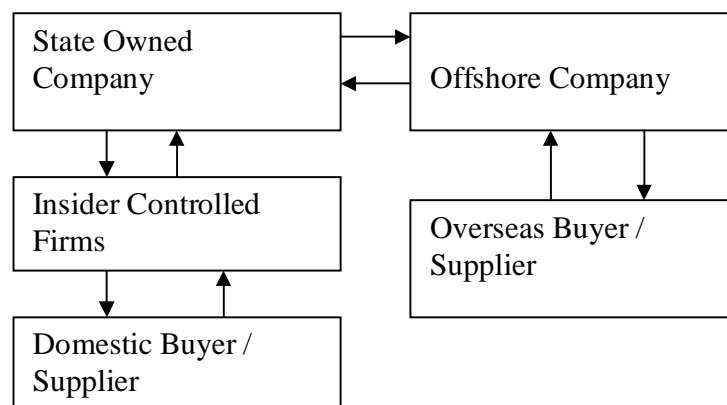 State Owned
Company
Offshore Company
Insider Controlled
Firms
Overseas Buyer /
Supplier
Domestic Buyer /
Supplier